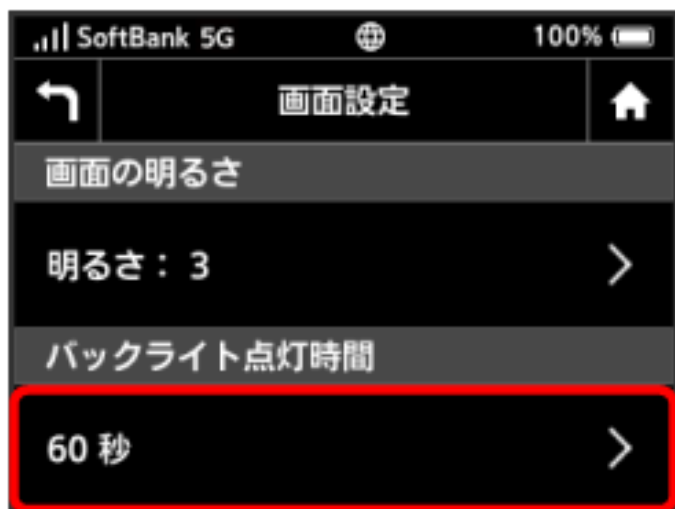 SoftBank 5G 100%
画面設定
画面の明るさ
明るさ： 3
バックライト点灯時間
60 秒